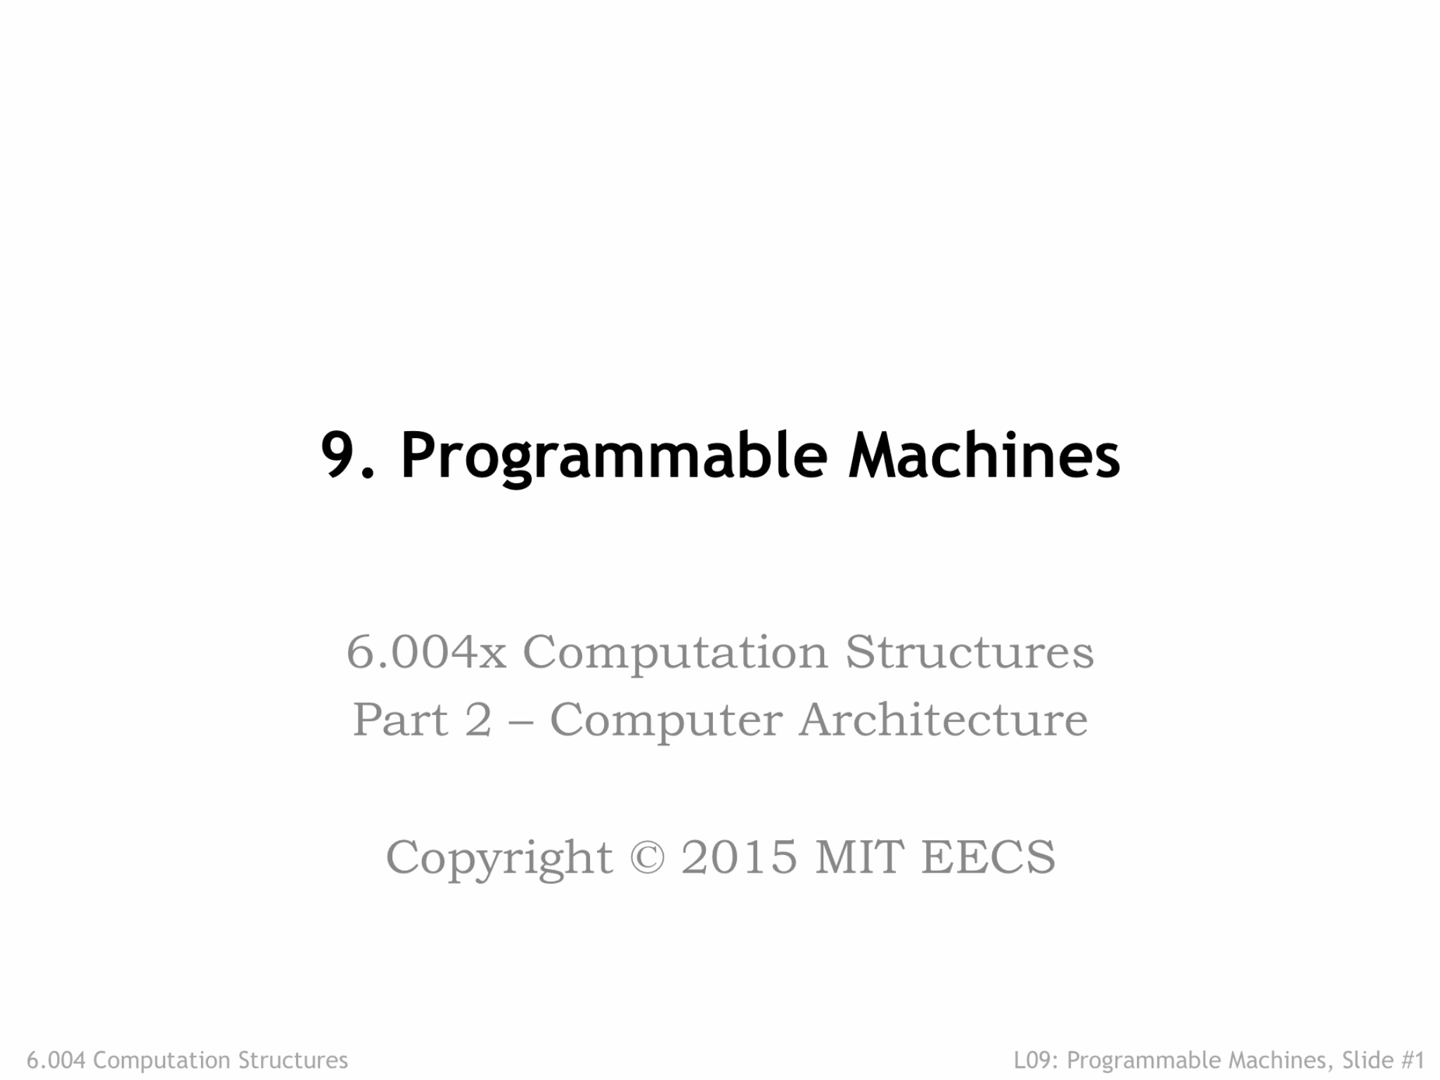 9. Programmable Machines
6.004x Computation Structures
Part 2 – Computer Architecture
Copyright © 2015 MIT EECS
6.004 Computation Structures
L09: Programmable Machines, Slide #1